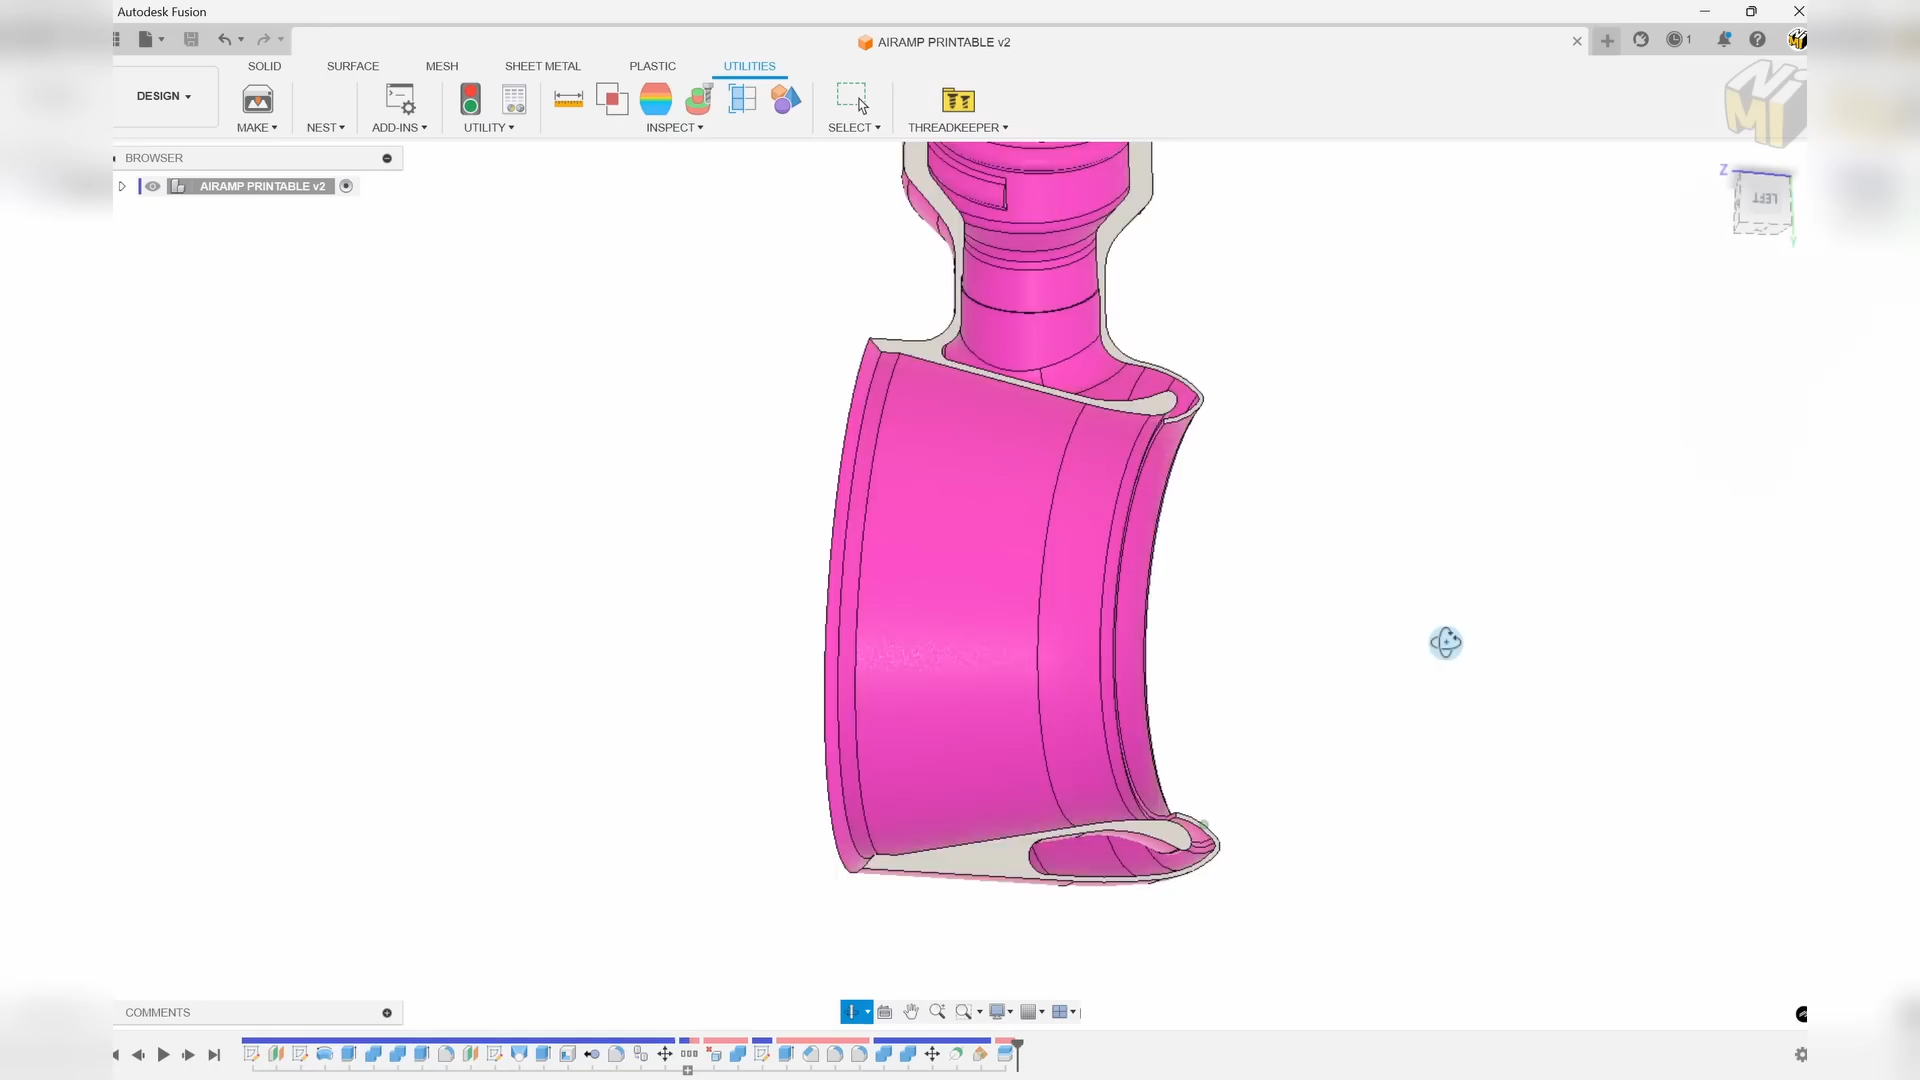 Autodesk Fusion
AIRAMP PRINTABLE v2
1
SOLID SURFACE MESH SHEET METAL PLASTIC UTILITIES
DESIGN
MAKE NEST ADD-INS UTILITY INSPECT SELECT THREADKEEPER
BROWSER
AIRAMP PRINTABLE v2
Z
LEFT
Y
COMMENTS